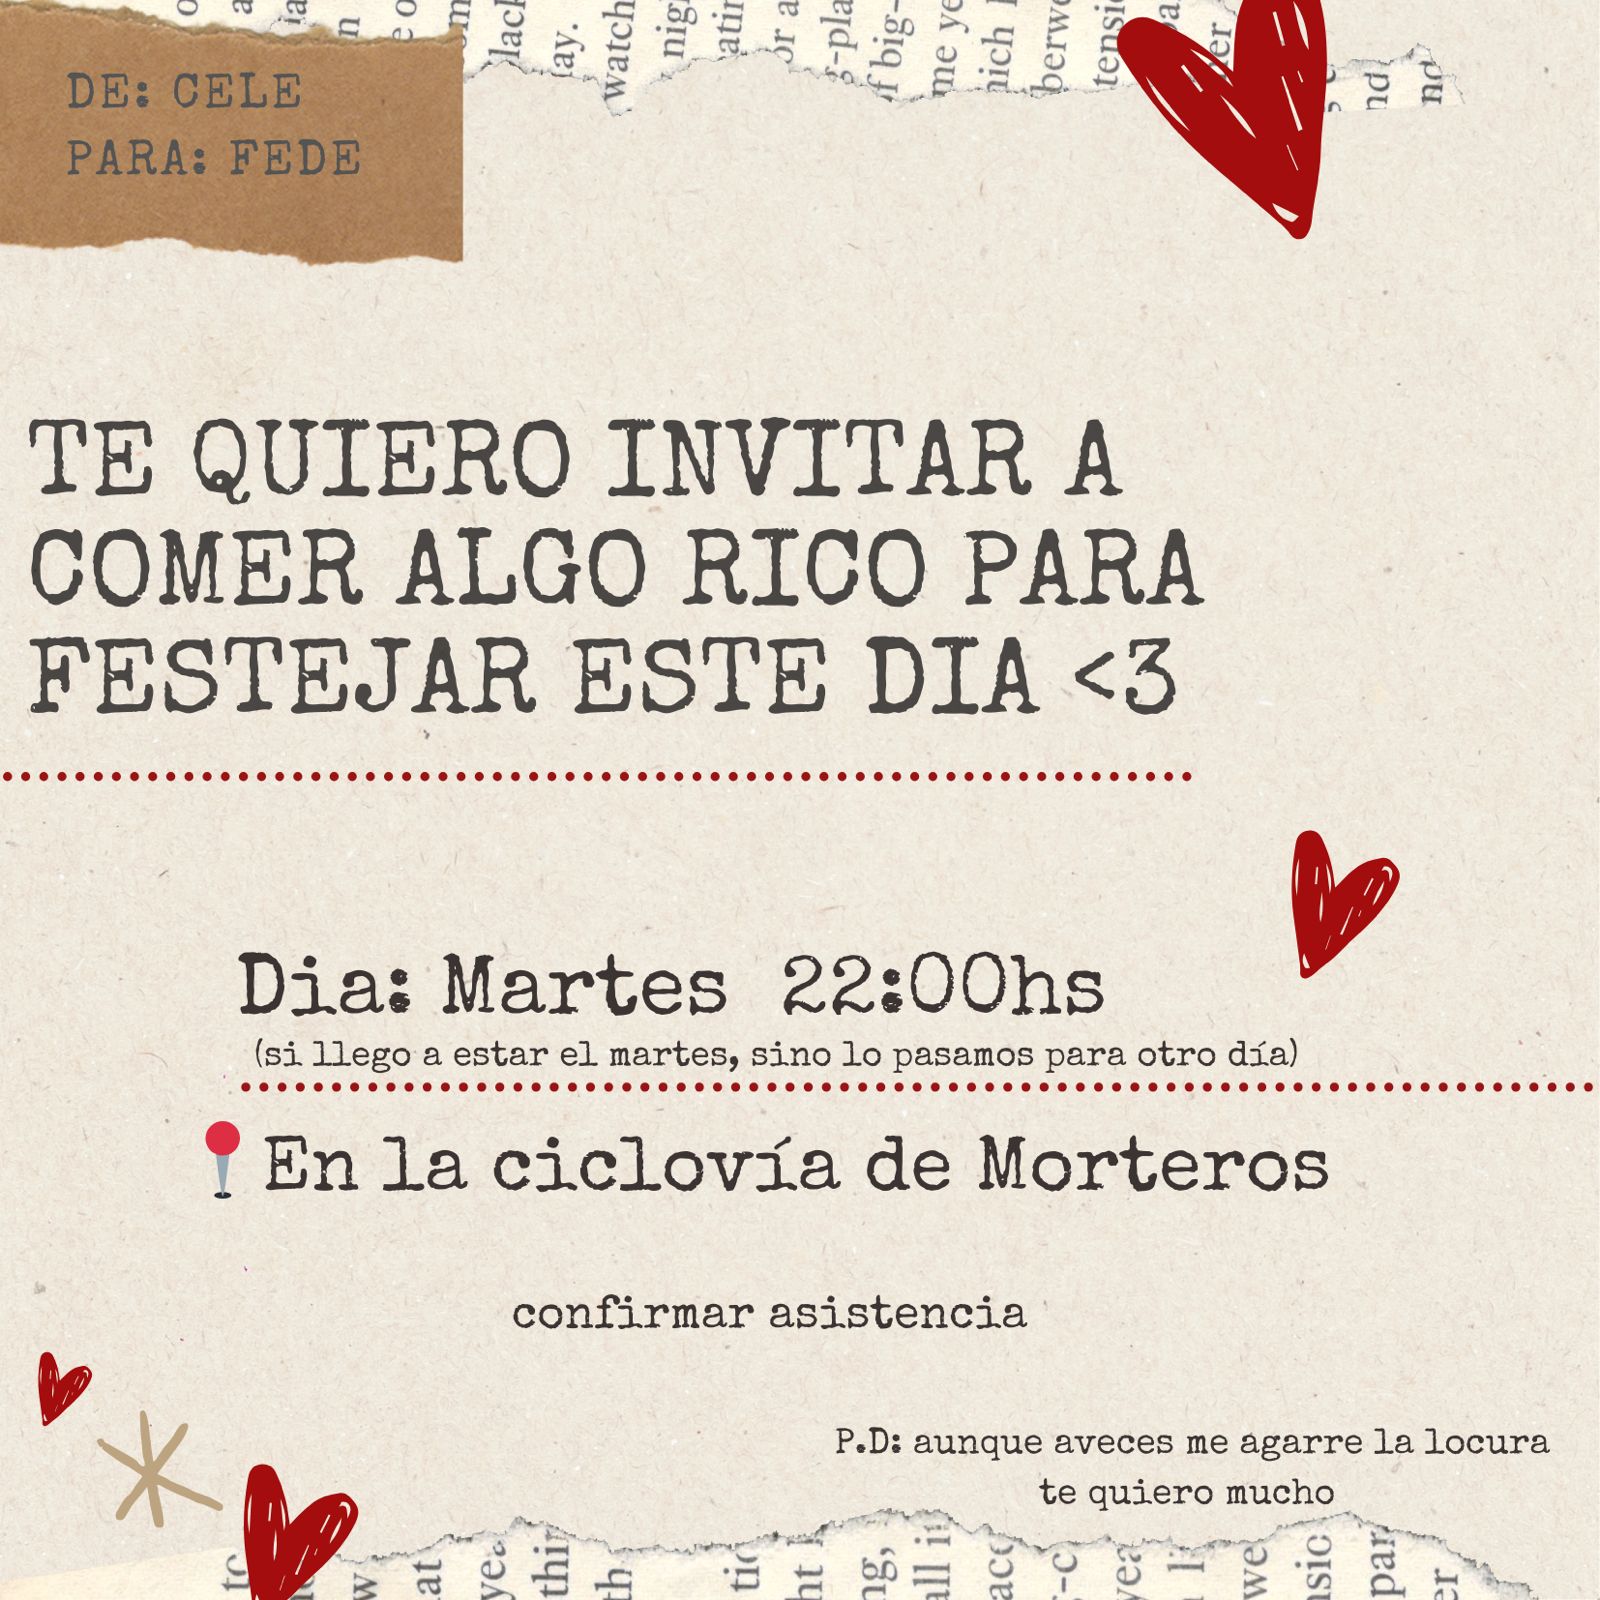 DE: CELE
PARA: FEDE
TE QUIERO INVITAR A
COMER ALGO RICO PARA
FESTEJAR ESTE DIA <3
Dia: Martes 22:00hs
(si llego a estar el martes, sino lo pasamos para otro día)
En la ciclovía de Morteros
confirmar asistencia
P.D: aunque aveces me agarre la locura
te quiero mucho